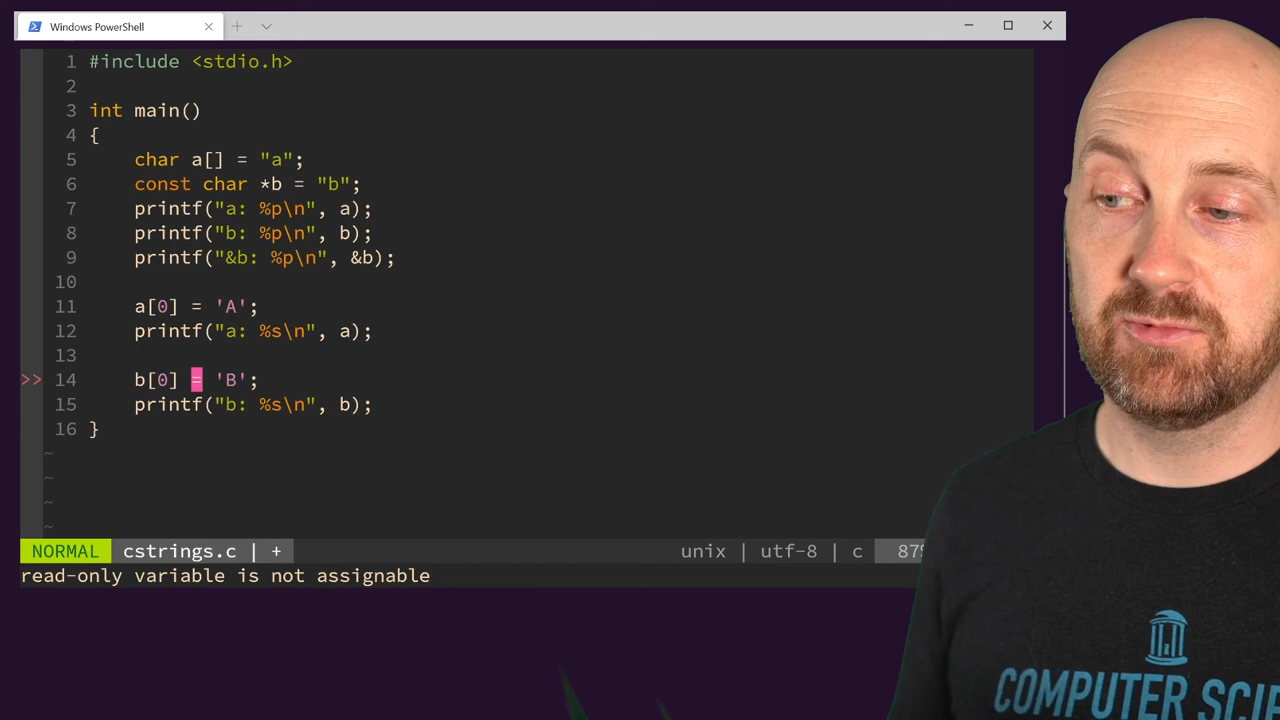 Windows PowerShell
1 #include <stdio.h>
2
3 int main()
4 {
5 char a[] = "a";
6 const char *b = "b";
7 printf("a: %p\n", a);
8 printf("b: %p\n", b);
9 printf("&b: %p\n", &b);
10
11 a[0] = 'A';
12 printf("a: %s\n", a);
13
>> 14 b[0] = 'B';
15 printf("b: %s\n", b);
16 }
~
~
~
~
NORMAL cstrings.c | + unix | utf-8 | c 87
read-only variable is not assignable
COMPUTER SCI